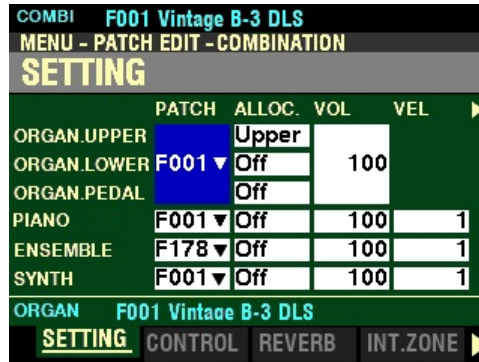 COMBI F001 Vintage B-3 DLS
MENU - PATCH EDIT - COMBINATION
SETTING
PATCH ALLOC. VOL VEL
ORGAN.UPPER Upper
ORGAN.LOWER F001 Off 100
ORGAN.PEDAL Off
PIANO F001 Off 100 1
ENSEMBLE F178 Off 100 1
SYNTH F001 Off 100 1
ORGAN F001 Vintage B-3 DLS
SETTING CONTROL REVERB INT.ZONE